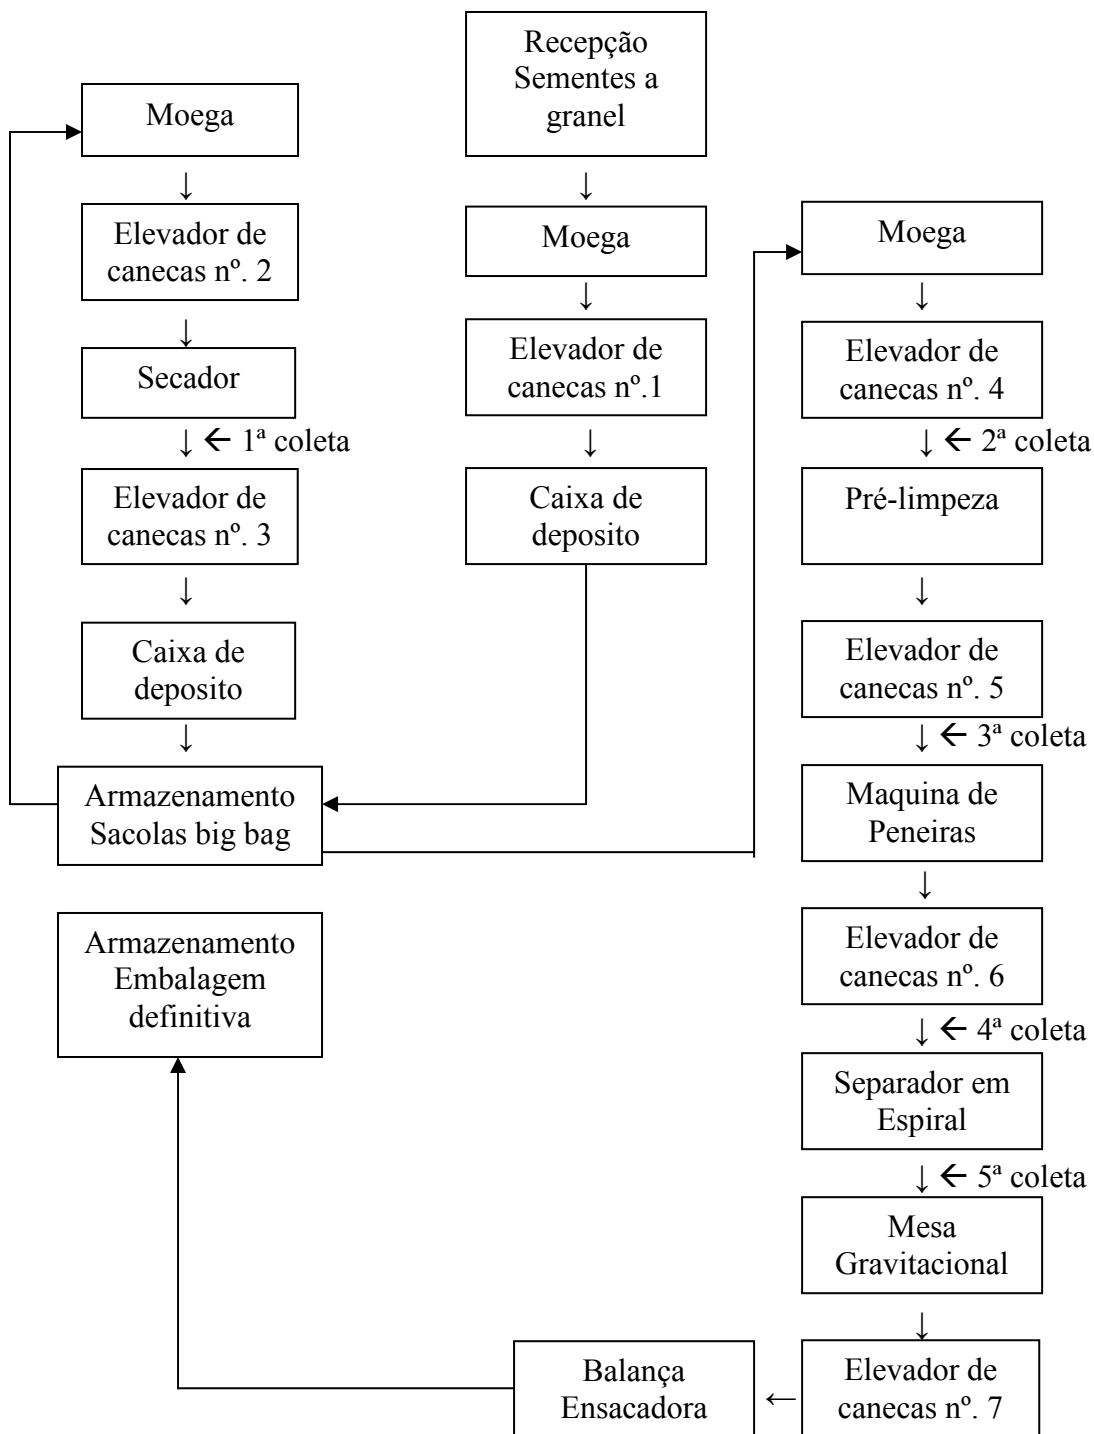 Recepção
Sementes a
granel
Moega
Elevador de
canecas nº.1
Caixa de
deposito
Moega
Elevador de
canecas nº. 2
Secador
← 1ª coleta
Elevador de
canecas nº. 3
Caixa de
deposito
Armazenamento
Sacolas big bag
Moega
Elevador de
canecas nº. 4
← 2ª coleta
Pré-limpeza
Elevador de
canecas nº. 5
← 3ª coleta
Maquina de
Peneiras
Elevador de
canecas nº. 6
← 4ª coleta
Separador em
Espiral
← 5ª coleta
Mesa
Gravitacional
Elevador de
canecas nº. 7
Balança
Ensacadora
Armazenamento
Embalagem
definitiva